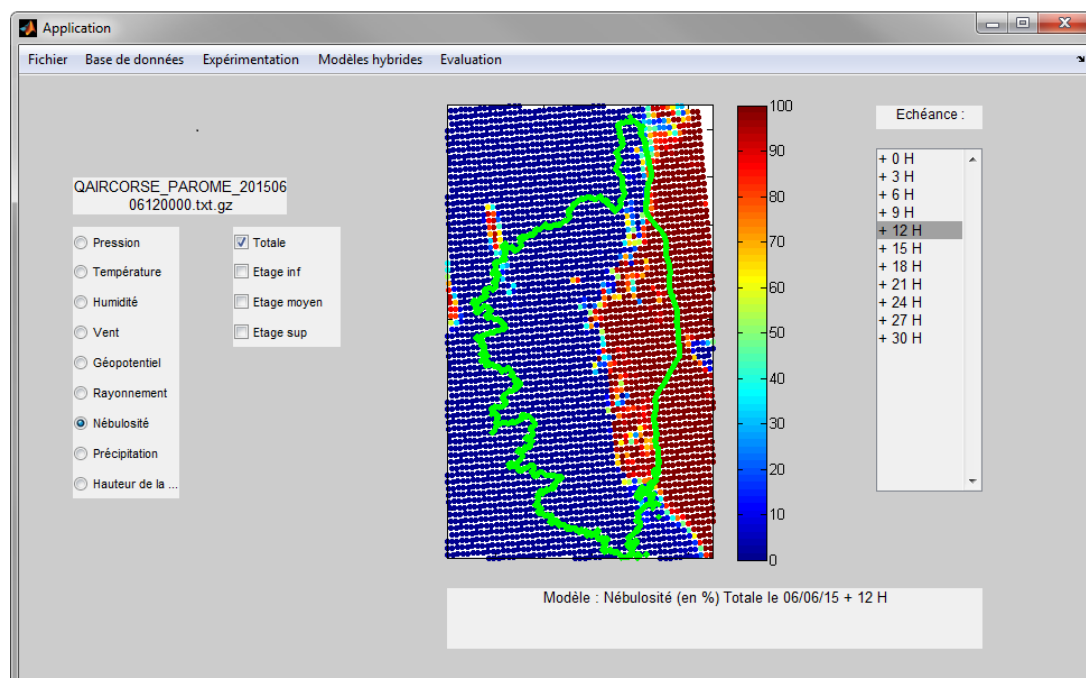 Application
Fichier Base de données Expérimentation Modèles hybrides Evaluation
QAIRCORSE_PAROME_201506
06120000.txt.gz
Pression
Température
Humidité
Vent
Géopotentiel
Rayonnement
Nébulosité
Précipitation
Hauteur de la ...
Totale
Etage inf
Etage moyen
Etage sup
100
90
80
70
60
50
40
30
20
10
0
Echéance :
+ 0 H
+ 3 H
+ 6 H
+ 9 H
+ 12 H
+ 15 H
+ 18 H
+ 21 H
+ 24 H
+ 27 H
+ 30 H
Modèle : Nébulosité (en %) Totale le 06/06/15 + 12 H